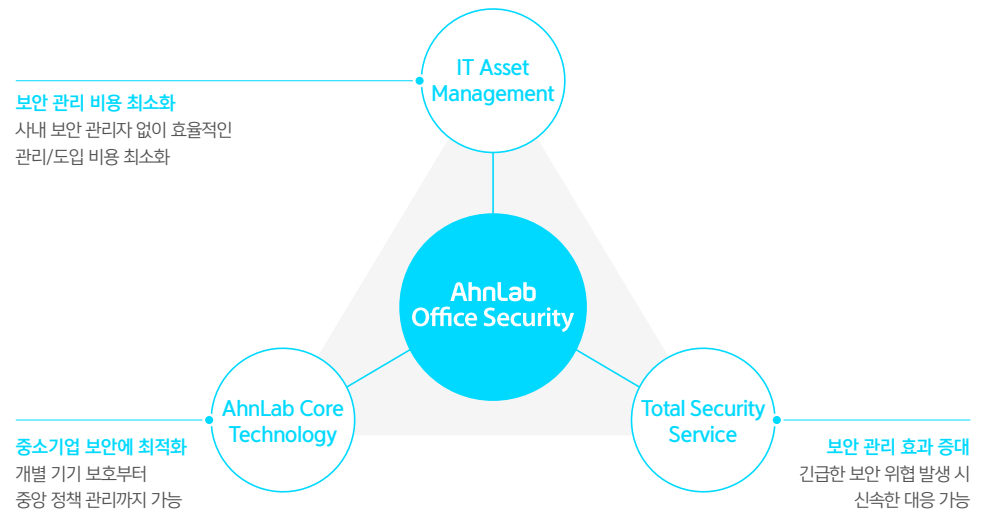 IT Asset
Management
보안 관리 비용 최소화
사내 보안 관리자 없이 효율적인
관리/도입 비용 최소화
AhnLab
Office Security
AhnLab Core
Technology
중소기업 보안에 최적화
개별 기기 보호부터
중앙 정책 관리까지 가능
Total Security
Service
보안 관리 효과 증대
긴급한 보안 위협 발생 시
신속한 대응 가능